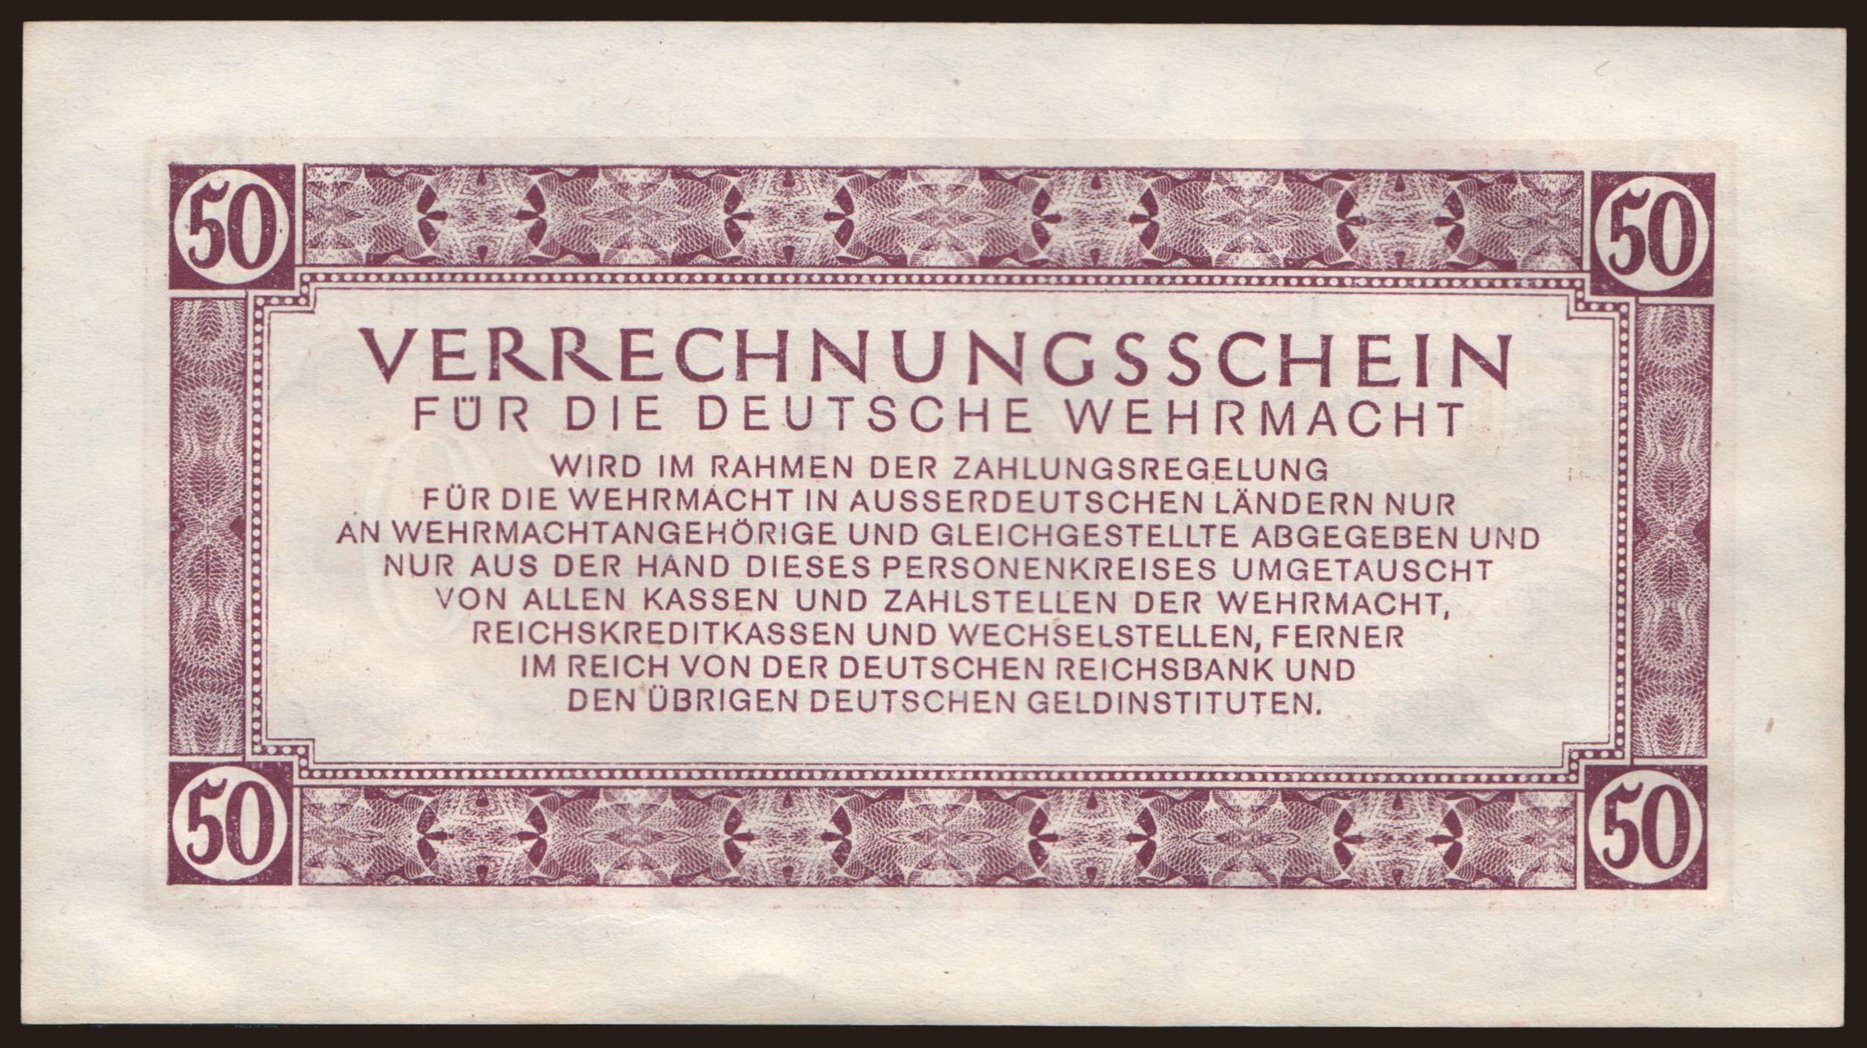 50 50
VERRECHNUNGSSCHEIN
FÜR DIE DEUTSCHE WEHRMACHT
WIRD IM RAHMEN DER ZAHLUNGSREGELUNG
FÜR DIE WEHRMACHT IN AUSSERDEUTSCHEN LÄNDERN NUR
AN WEHRMACHTANGEHÖRIGE UND GLEICHGESTELLTE ABGEGEBEN UND
NUR AUS DER HAND DIESES PERSONENKREISES UMGETAUSCHT
VON ALLEN KASSEN UND ZAHLSTELLEN DER WEHRMACHT,
REICHSKREDITKASSEN UND WECHSELSTELLEN, FERNER
IM REICH VON DER DEUTSCHEN REICHSBANK UND
DEN ÜBRIGEN DEUTSCHEN GELDINSTITUTEN.
50 50